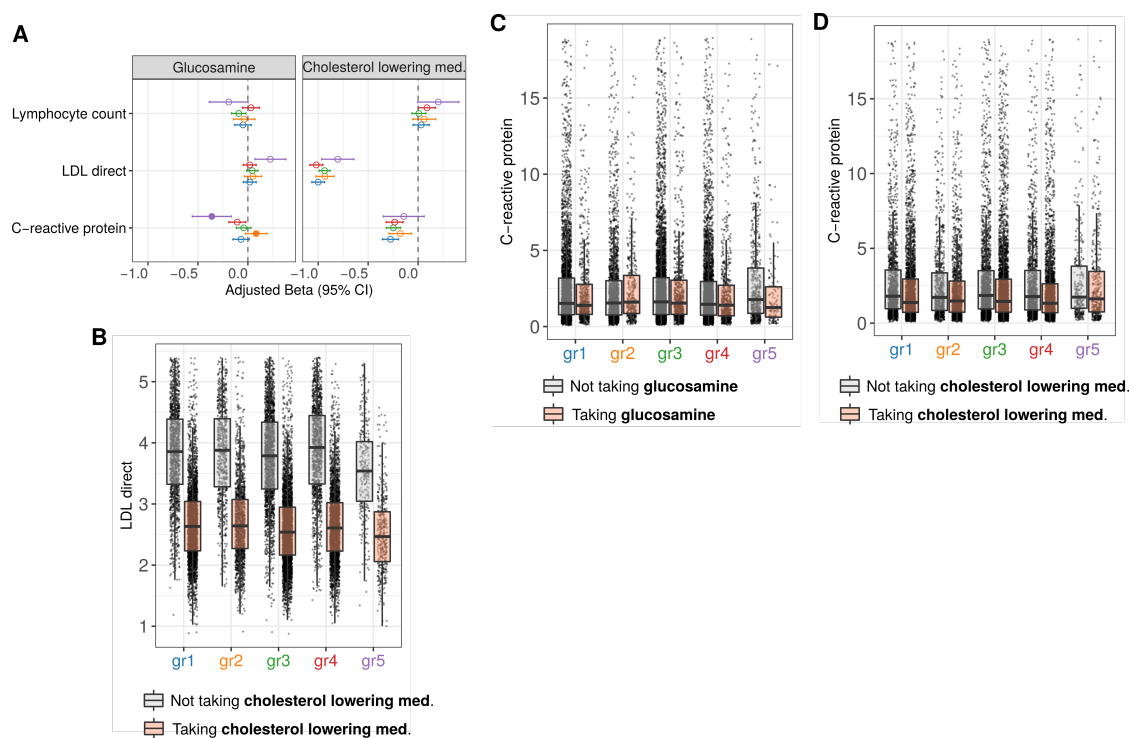 A
Glucosamine
Cholesterol lowering med.
Lymphocyte count
LDL direct
C−reactive protein
−1.0 −0.5 0.0 −1.0 −0.5 0.0
Adjusted Beta (95% CI)
B
LDL direct
5
4
3
2
1
gr1 gr2 gr3 gr4 gr5
Not taking cholesterol lowering med.
Taking cholesterol lowering med.
C
C−reactive protein
15
10
5
0
gr1 gr2 gr3 gr4 gr5
Not taking glucosamine
Taking glucosamine
D
C−reactive protein
15
10
5
0
gr1 gr2 gr3 gr4 gr5
Not taking cholesterol lowering med.
Taking cholesterol lowering med.